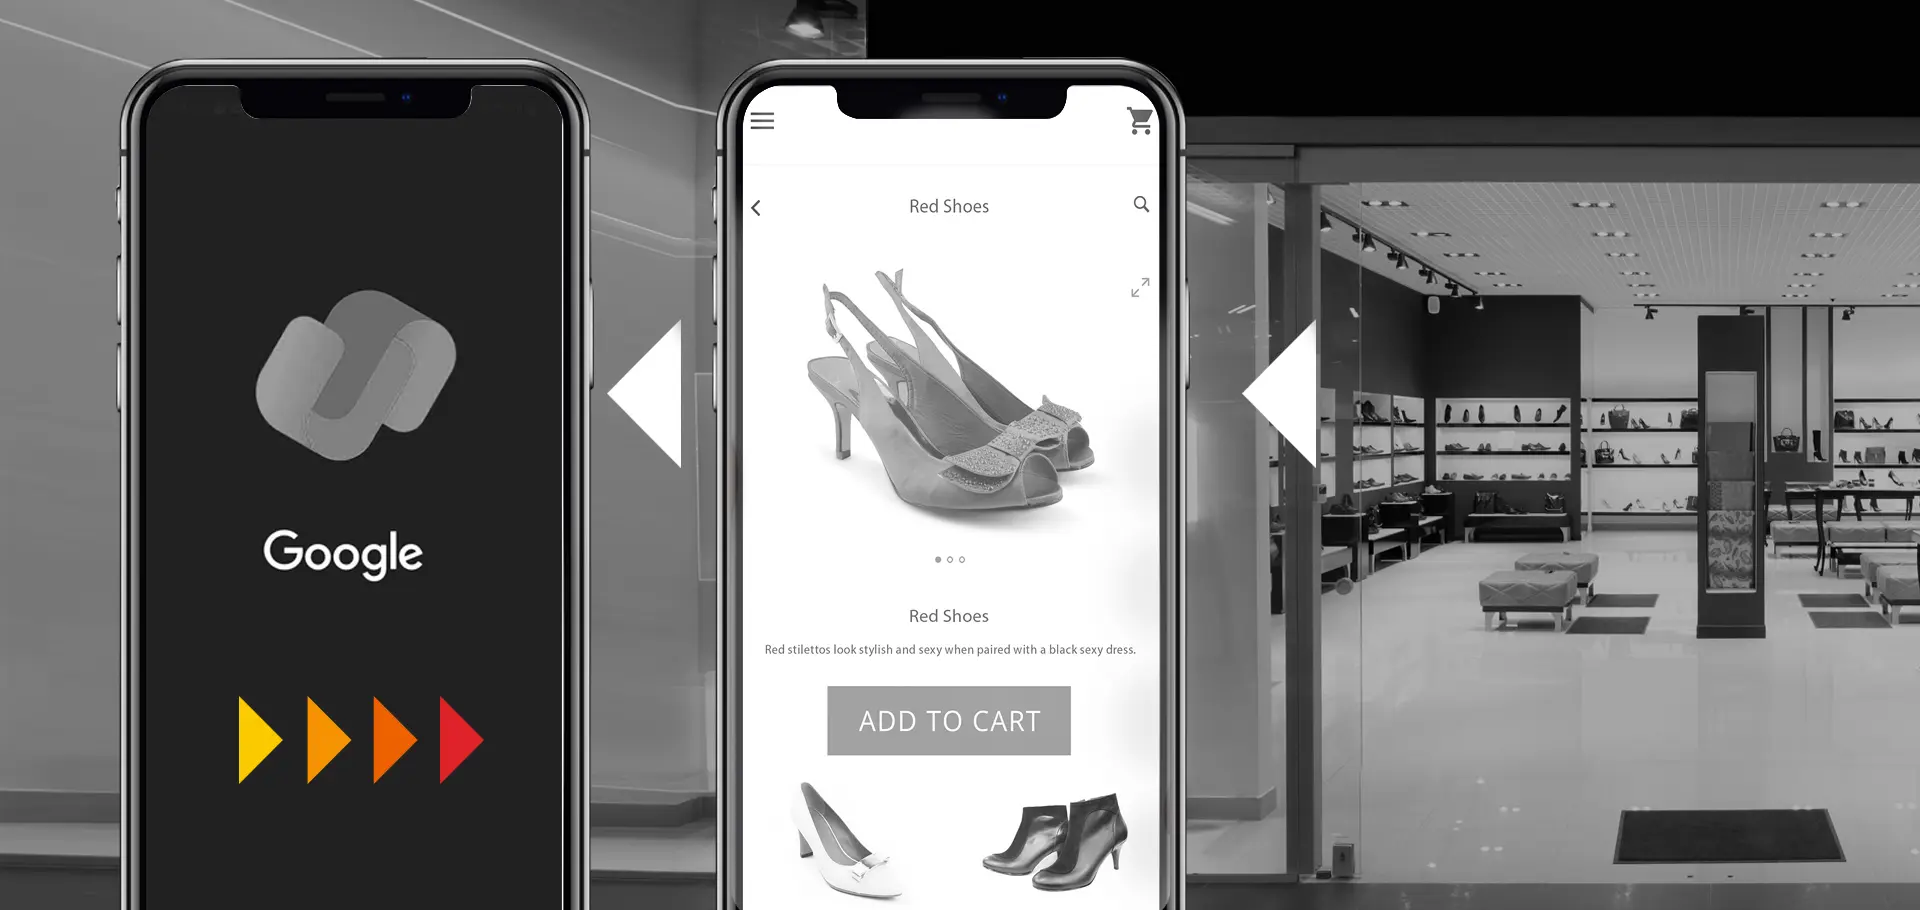 Google
Red Shoes
Red Shoes
Red stilettos look stylish and sexy when paired with a black sexy dress.
ADD TO CART